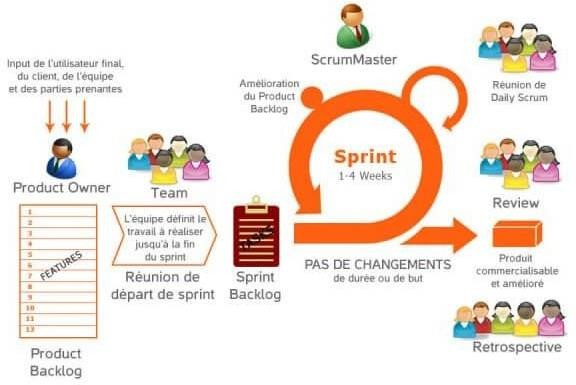 Input de l'utilisateur final,
du client, de l'équipe
et des parties prenantes
Product Owner
1
2
3
4
5
6
7
8
9
10
11
12
FEATURES
Product
Backlog
Team
L'équipe définit le
travail à réaliser
jusqu'à la fin
du sprint
Réunion de
départ de sprint
Sprint
Backlog
ScrumMaster
Amélioration
du Product
Backlog
Sprint
1-4 Weeks
PAS DE CHANGEMENTS
de durée ou de but
Réunion de
Daily Scrum
Review
Produit
commercialisable
et amélioré
Retrospective